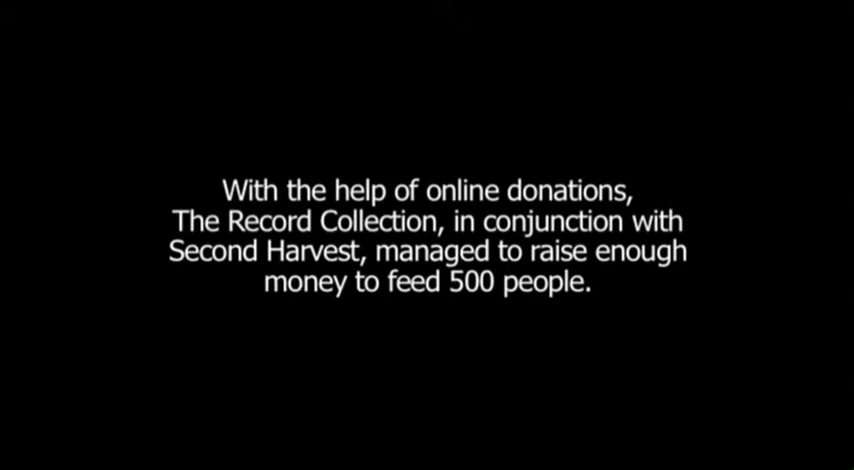 With the help of online donations,
The Record Collection, in conjunction with
Second Harvest, managed to raise enough
money to feed 500 people.